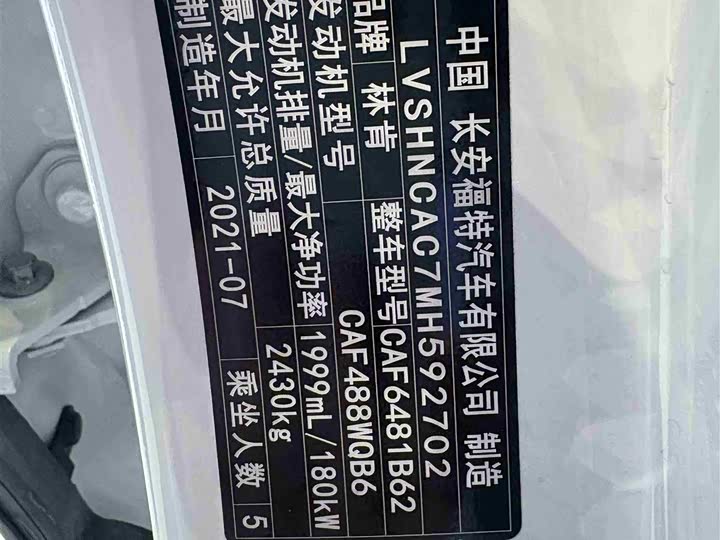 中国 长安福特汽车有限公司 制造
LVSHNCAC7MH592702
品牌 林肯 整车型号 CAF6481B62
发动机型号 CAF488WQB6
发动机排量/最大净功率 1999mL/180kW
最大允许总质量 2430kg
制造年月 2021-07 乘坐人数 5